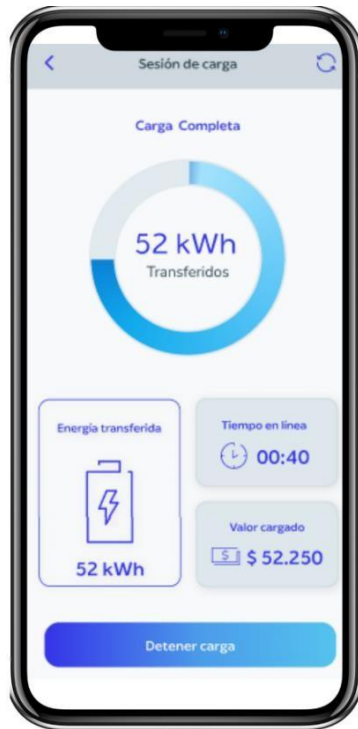 Sesión de carga
Carga Completa
52 kWh
Transferidos
Energía transferida
52 kWh
Tiempo en línea
00:40
Valor cargado
$ $ 52.250
Detener carga